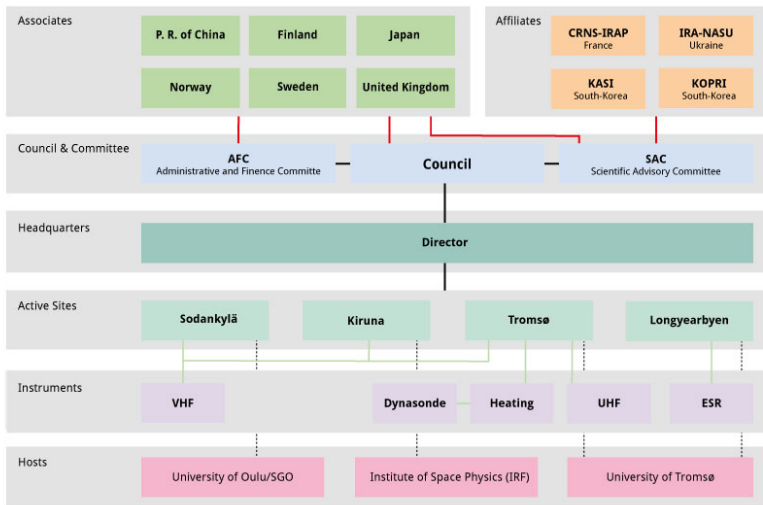 Associates
P. R. of China
Finland
Japan
Norway
Sweden
United Kingdom
Affiliates
CRNS-IRAP
France
IRA-NASU
Ukraine
KASI
South-Korea
KOPRI
South-Korea
Council & Committee
AFC
Administrative and Finance Committe
Council
SAC
Scientific Advisory Committee
Headquarters
Director
Active Sites
Sodankylä
Kiruna
Tromsø
Longyearbyen
Instruments
VHF
Dynasonde
Heating
UHF
ESR
Hosts
University of Oulu/SGO
Institute of Space Physics (IRF)
University of Tromsø